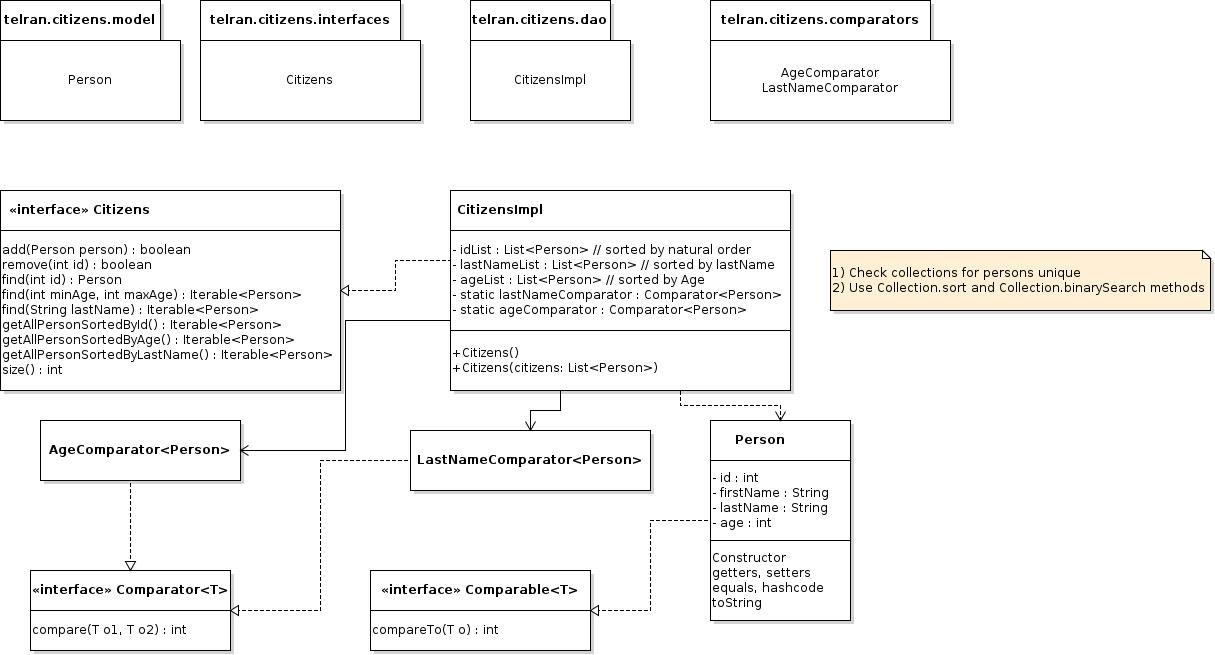 telran.citizens.model
Person
telran.citizens.interfaces
Citizens
telran.citizens.dao
CitizensImpl
telran.citizens.comparators
AgeComparator
LastNameComparator
«interface» Citizens
add(Person person) : boolean
remove(int id) : boolean
find(int id) : Person
find(int minAge, int maxAge) : Iterable<Person>
find(String lastName) : Iterable<Person>
getAllPersonSortedById() : Iterable<Person>
getAllPersonSortedByAge() : Iterable<Person>
getAllPersonSortedByLastName() : Iterable<Person>
size() : int
CitizensImpl
- idList : List<Person> // sorted by natural order
- lastNameList : List<Person> // sorted by lastName
- ageList : List<Person> // sorted by Age
- static lastNameComparator : Comparator<Person>
- static ageComparator : Comparator<Person>
+Citizens()
+Citizens(citizens: List<Person>)
1) Check collections for persons unique
2) Use Collection.sort and Collection.binarySearch methods
AgeComparator<Person>
LastNameComparator<Person>
Person
- id : int
- firstName : String
- lastName : String
- age : int
Constructor
getters, setters
equals, hashcode
toString
«interface» Comparator<T>
compare(T o1, T o2) : int
«interface» Comparable<T>
compareTo(T o) : int